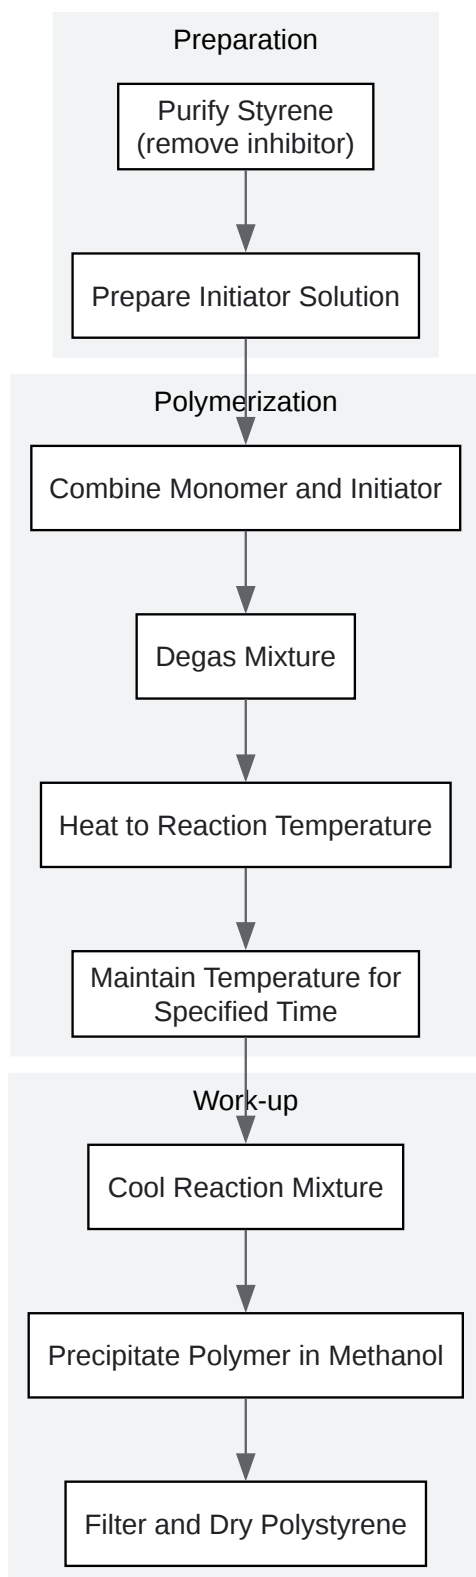 Preparation
Purify Styrene
(remove inhibitor)
Prepare Initiator Solution
Polymerization
Combine Monomer and Initiator
Degas Mixture
Heat to Reaction Temperature
Maintain Temperature for
Specified Time
Work-up
Cool Reaction Mixture
Precipitate Polymer in Methanol
Filter and Dry Polystyrene